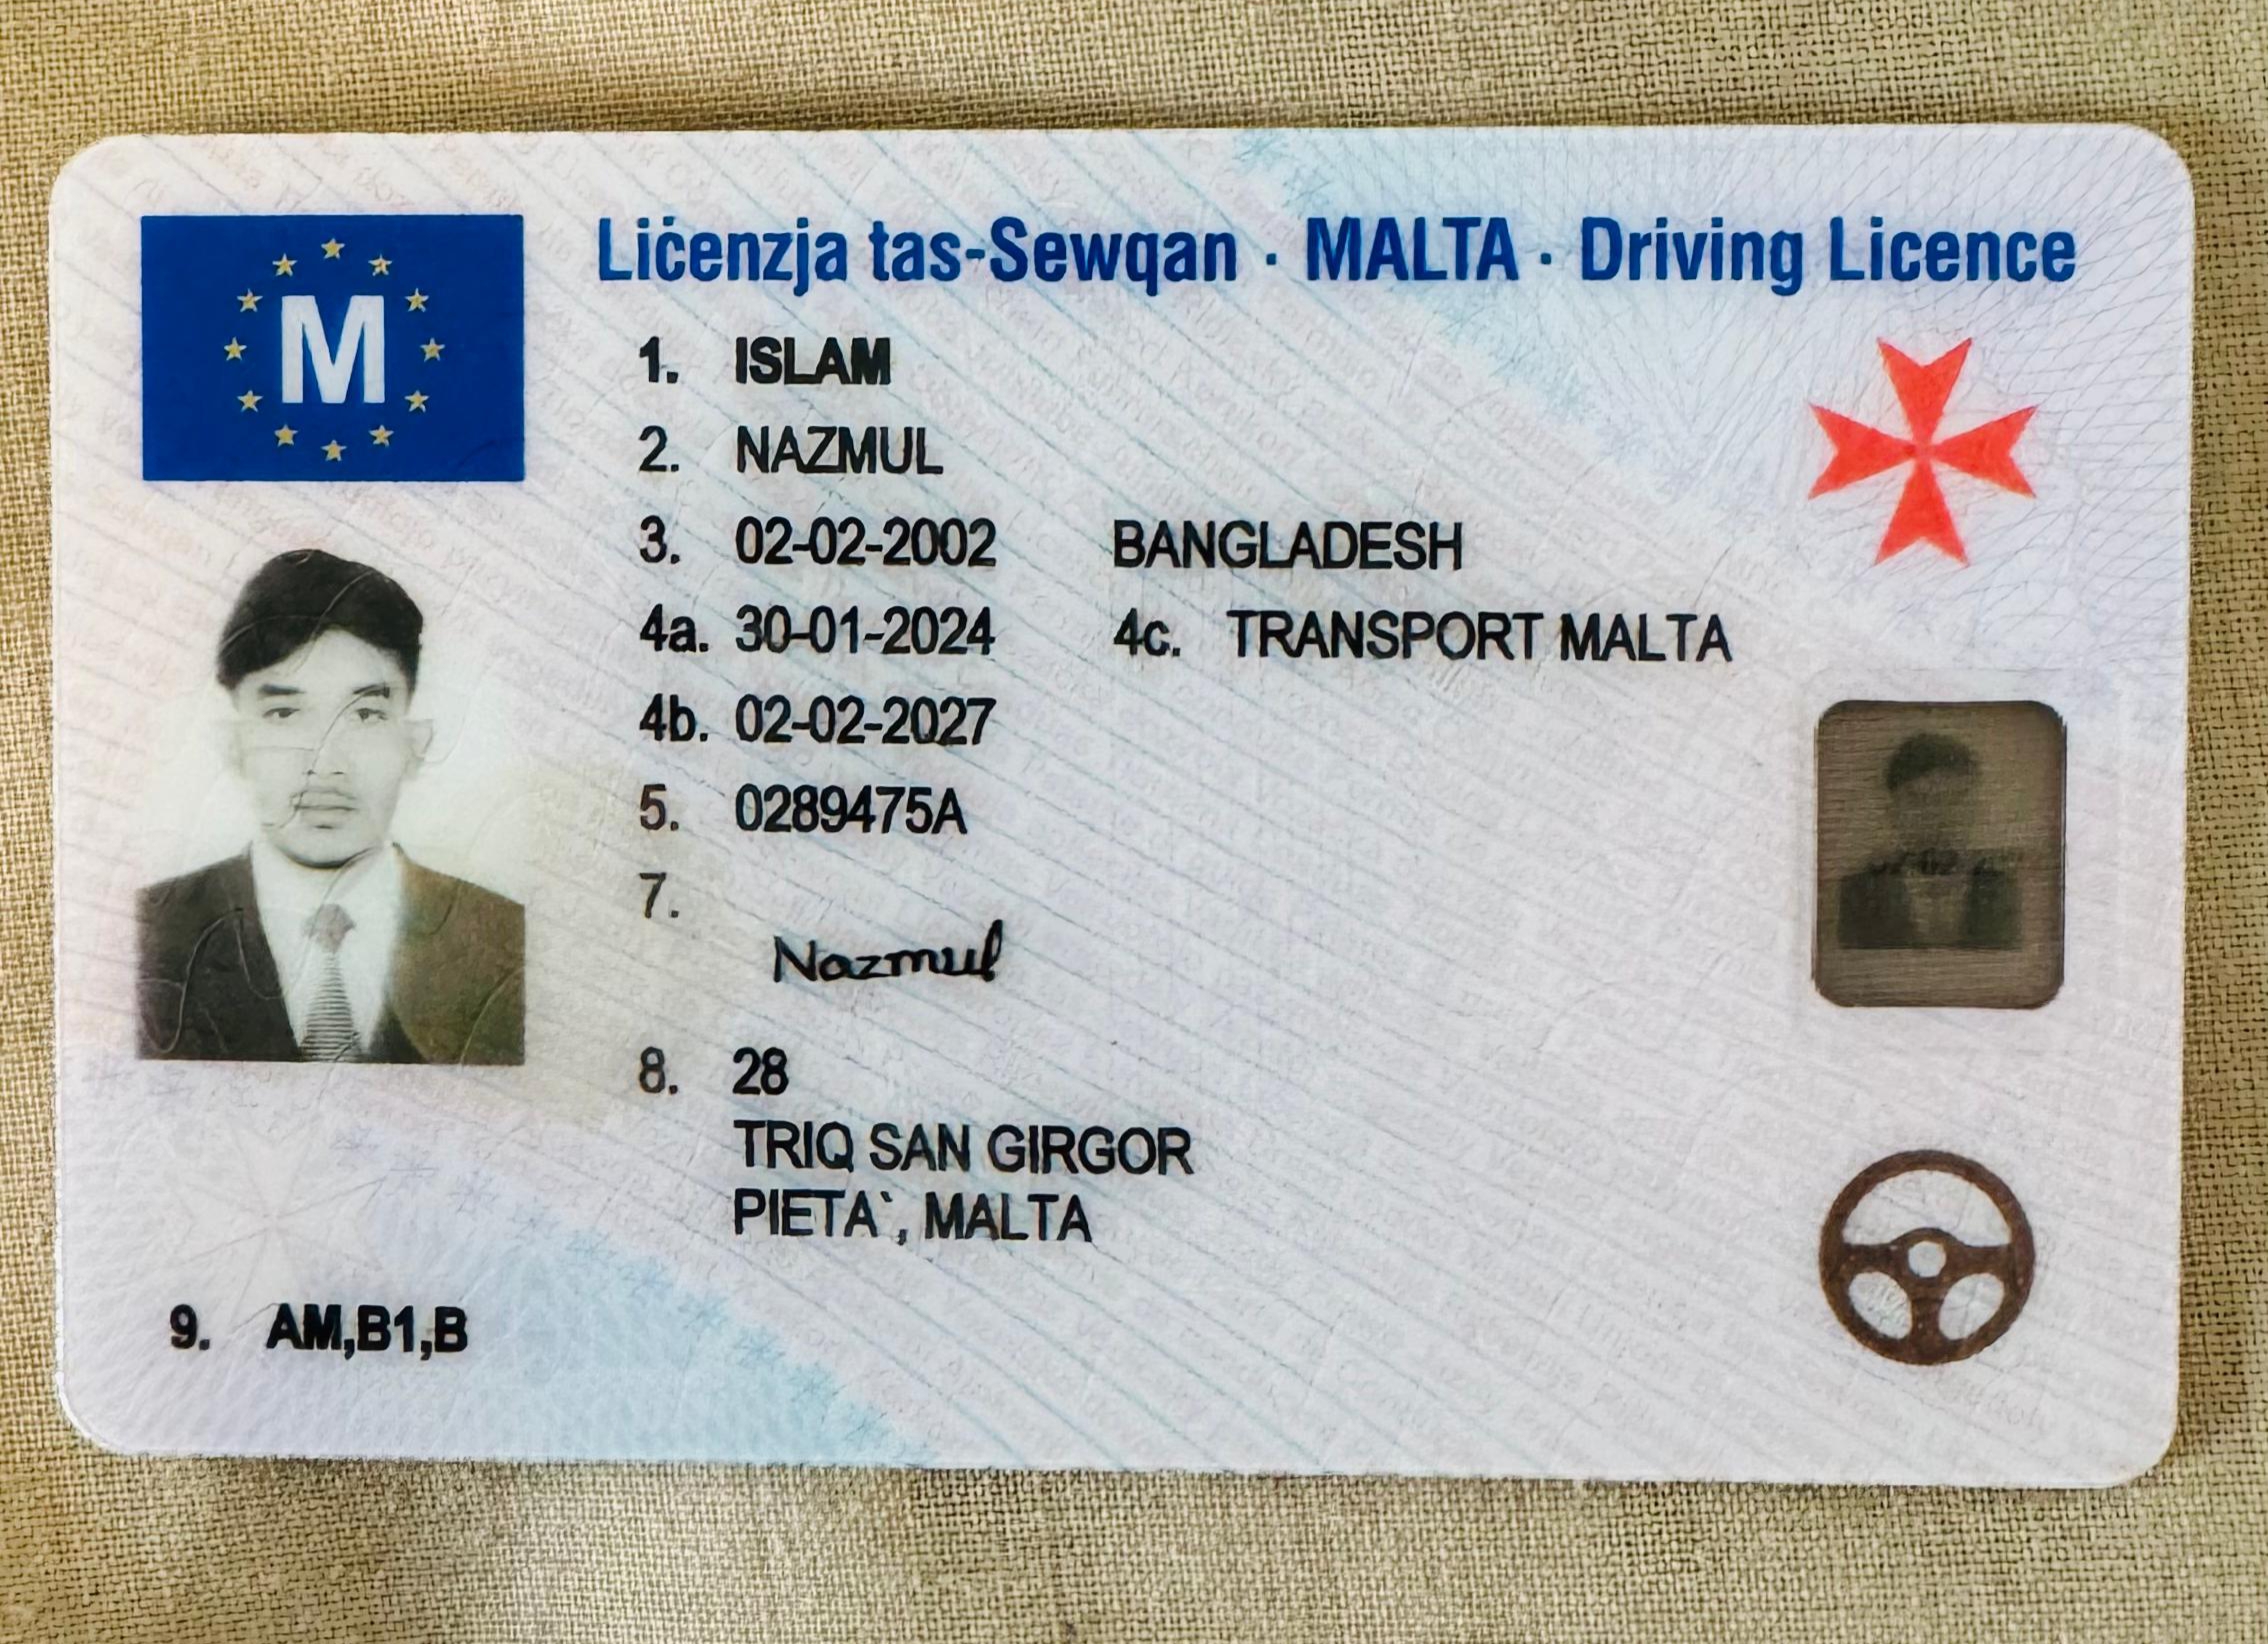 Liċenzja tas-Sewqan · MALTA · Driving Licence
M
1. ISLAM
2. NAZMUL
3. 02-02-2002 BANGLADESH
4a. 30-01-2024 4c. TRANSPORT MALTA
4b. 02-02-2027
5. 0289475A
7.
Nazmul
8. 28
TRIQ SAN GIRGOR
PIETA`, MALTA
9. AM,B1,B